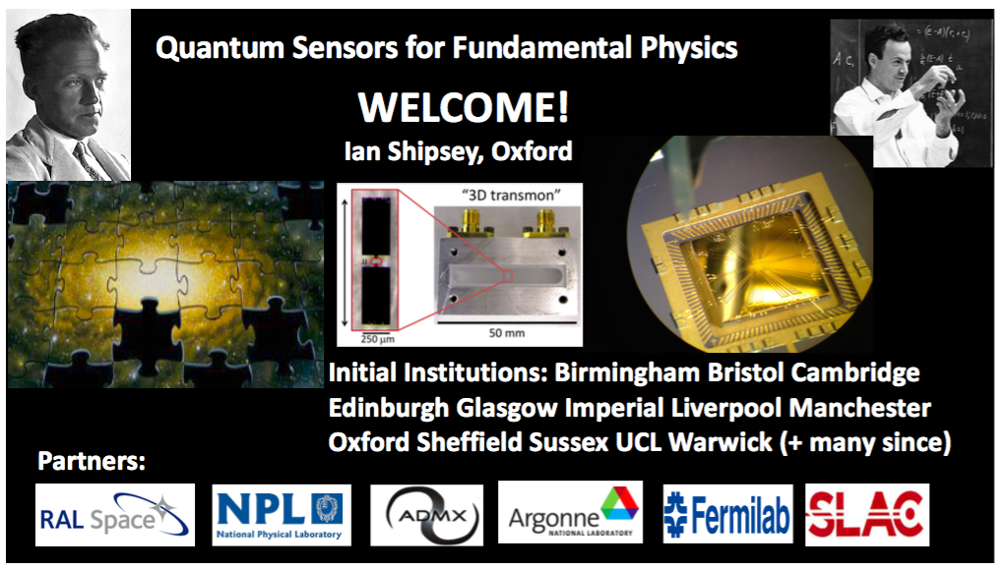 Quantum Sensors for Fundamental Physics
WELCOME!
Ian Shipsey, Oxford
"3D transmon"
250 μm
50 mm
Initial Institutions: Birmingham Bristol Cambridge
Edinburgh Glasgow Imperial Liverpool Manchester
Oxford Sheffield Sussex UCL Warwick (+ many since)
Partners:
RAL Space
NPL
National Physical Laboratory
ADMX
Argonne
NATIONAL LABORATORY
Fermilab
SLAC